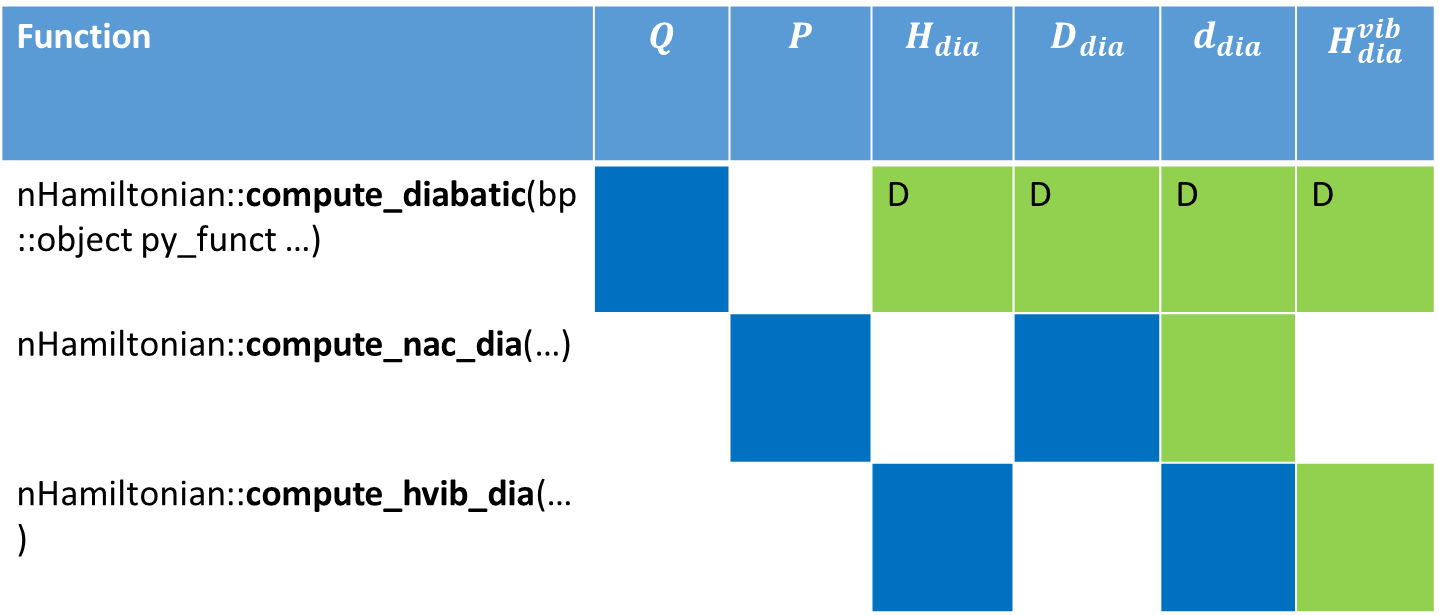 Function Q P H_dia D_dia d_dia H_dia^vib
nHamiltonian::compute_diabatic(bp
::object py_funct …)
D D D D
nHamiltonian::compute_nac_dia(…)
nHamiltonian::compute_hvib_dia(…
)